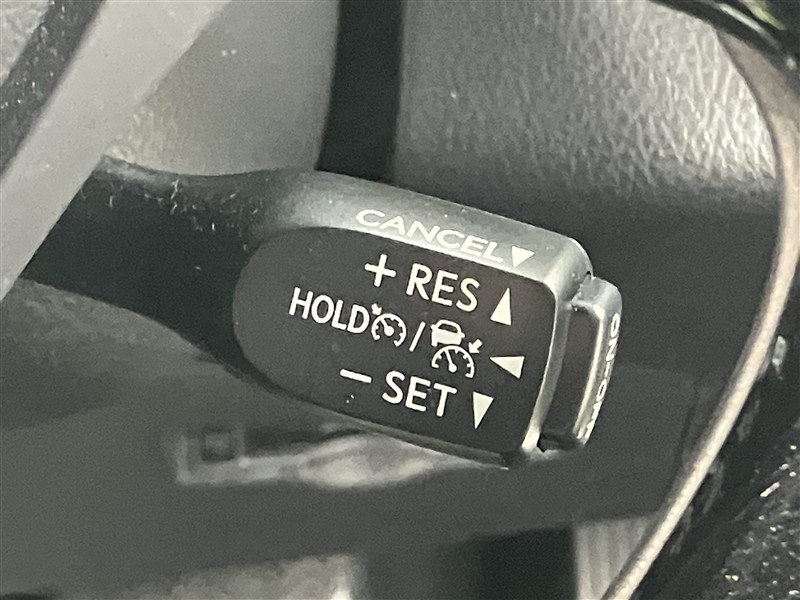 CANCEL▼
+ RES ▲
HOLD / ◀
− SET ▼
ON-OFF